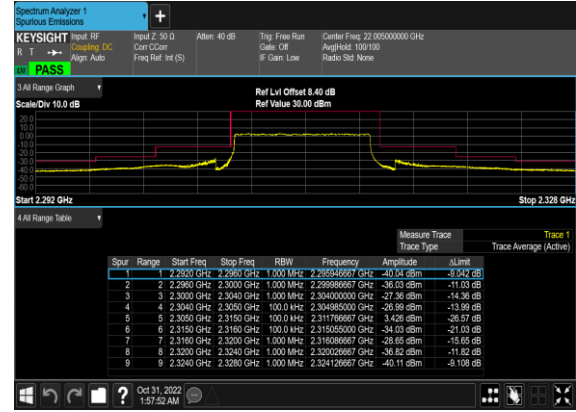 Spectrum Analyzer 1
Spurious Emissions
KEYSIGHT Input: RF Input Z: 50 Ω Atten: 40 dB Trig: Free Run Center Freq: 22.005000000 GHz
R T Coupling: DC Corr CCorr Gate: Off Avg|Hold: 100/100
Align: Auto Freq Ref: Int (S) IF Gain: Low Radio Std: None
PASS
3 All Range Graph
Ref Lvl Offset 8.40 dB
Scale/Div 10.0 dB Ref Value 30.00 dBm
20.0
10.0
0.00
-10.0
-20.0
-30.0
-40.0
-50.0
-60.0
Start 2.292 GHz Stop 2.328 GHz
4 All Range Table
Measure Trace Trace 1
Trace Type Trace Average (Active)
Spur Range Start Freq Stop Freq RBW Frequency Amplitude ΔLimit
1 1 2.2920 GHz 2.2960 GHz 1.000 MHz 2.295946667 GHz -40.04 dBm -9.042 dB
2 2 2.2960 GHz 2.3000 GHz 1.000 MHz 2.299986667 GHz -36.03 dBm -11.03 dB
3 3 2.3000 GHz 2.3040 GHz 1.000 MHz 2.304000000 GHz -27.36 dBm -14.36 dB
4 4 2.3040 GHz 2.3050 GHz 100.0 kHz 2.304985000 GHz -26.99 dBm -13.99 dB
5 5 2.3050 GHz 2.3150 GHz 100.0 kHz 2.311766667 GHz 3.426 dBm -26.57 dB
6 6 2.3150 GHz 2.3160 GHz 100.0 kHz 2.315055000 GHz -34.03 dBm -21.03 dB
7 7 2.3160 GHz 2.3200 GHz 1.000 MHz 2.316086667 GHz -28.65 dBm -15.65 dB
8 8 2.3200 GHz 2.3240 GHz 1.000 MHz 2.320026667 GHz -36.82 dBm -11.82 dB
9 9 2.3240 GHz 2.3280 GHz 1.000 MHz 2.324126667 GHz -40.11 dBm -9.108 dB
Oct 31, 2022
1:57:52 AM